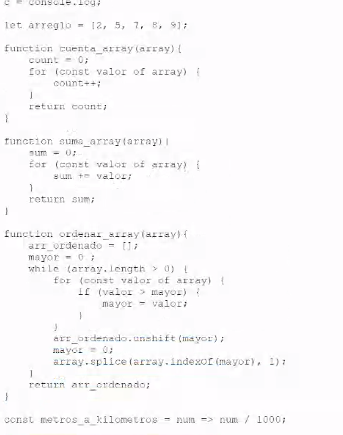 c = console.log;
let arreglo = [2, 5, 7, 8, 9];
function cuenta_array(array){
count = 0;
for (const valor of array) {
count++;
}
return count;
}
function suma_array(array){
sum = 0;
for (const valor of array) {
sum += valor;
}
return sum;
}
function ordenar_array(array){
arr_ordenado = [];
mayor = 0 ;
while (array.length > 0) {
for (const valor of array) {
if (valor > mayor) {
mayor = valor;
}
}
arr_ordenado.unshift(mayor);
mayor = 0;
array.splice(array.indexOf(mayor), 1);
}
return arr_ordenado;
}
const metros_a_kilometros = num => num / 1000;